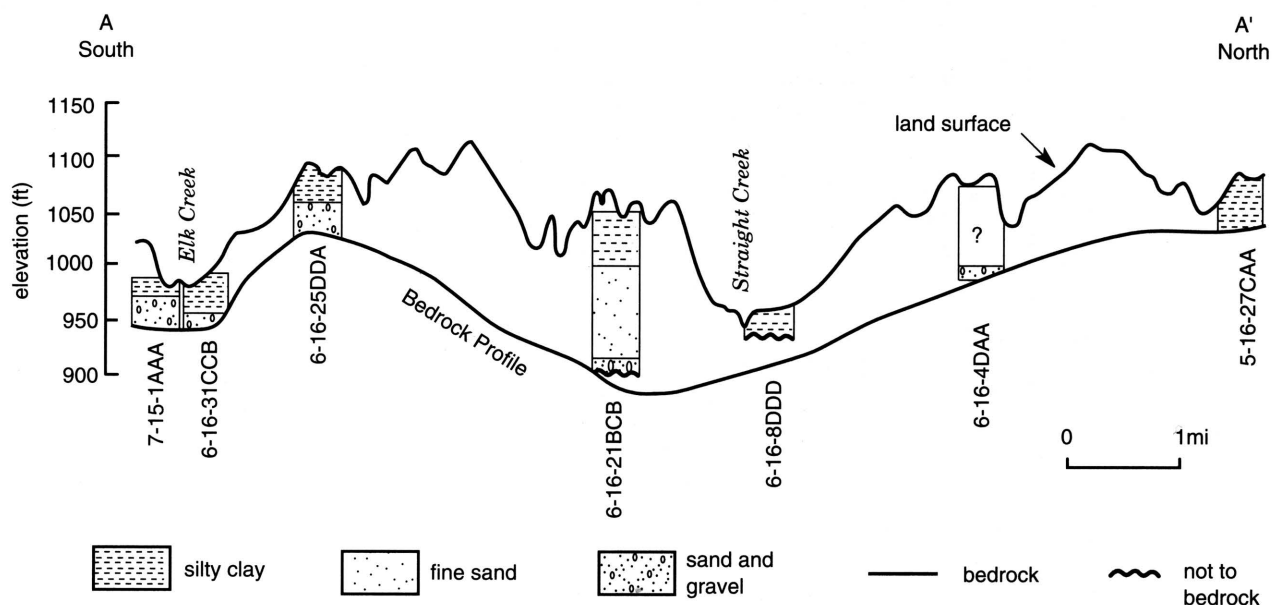 A
South
A'
North
1150
1100
1050
1000
950
900
elevation (ft)
land surface
Elk Creek
Straight Creek
Bedrock Profile
?
7-15-1AAA
6-16-31CCB
6-16-25DDA
6-16-21BCB
6-16-8DDD
6-16-4DAA
5-16-27CAA
0 1mi
silty clay
fine sand
sand and
gravel
bedrock
not to
bedrock